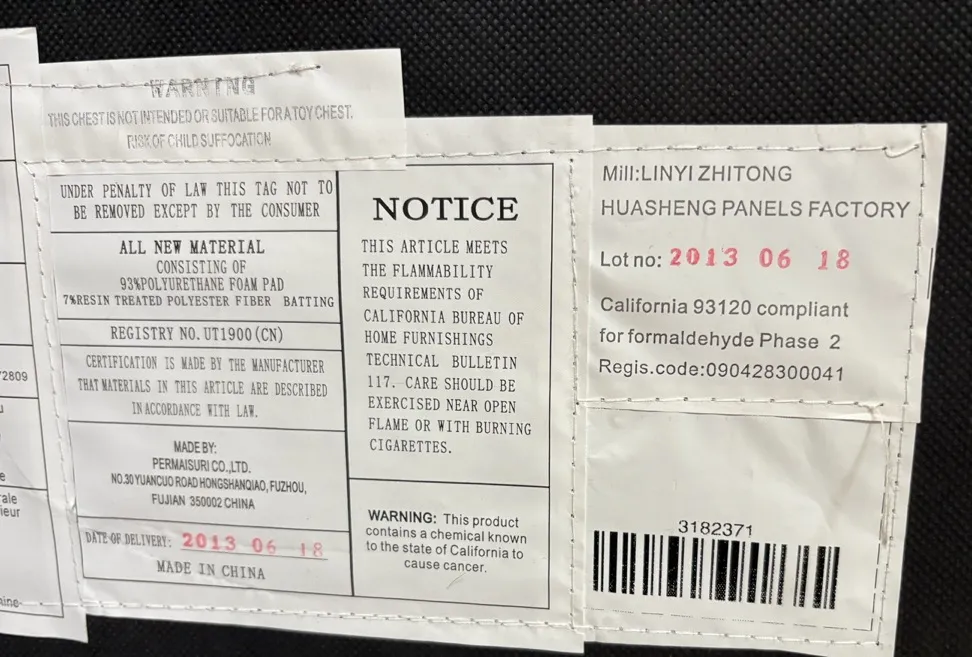 WARNING
THIS CHEST IS NOT INTENDED OR SUITABLE FOR A TOY CHEST.
RISK OF CHILD SUFFOCATION
UNDER PENALTY OF LAW THIS TAG NOT TO
BE REMOVED EXCEPT BY THE CONSUMER
ALL NEW MATERIAL
CONSISTING OF
93%POLYURETHANE FOAM PAD
7%RESIN TREATED POLYESTER FIBER BATTING
REGISTRY NO. UT1900 (CN)
CERTIFICATION IS MADE BY THE MANUFACTURER
THAT MATERIALS IN THIS ARTICLE ARE DESCRIBED
IN ACCORDANCE WITH LAW.
MADE BY:
PERMAISURI CO.,LTD.
NO.30 YUANCUO ROAD HONGSHANQIAO, FUZHOU,
FUJIAN 350002 CHINA
DATE OF DELIVERY: 2013 06 18
MADE IN CHINA
NOTICE
THIS ARTICLE MEETS
THE FLAMMABILITY
REQUIREMENTS OF
CALIFORNIA BUREAU OF
HOME FURNISHINGS
TECHNICAL BULLETIN
117. CARE SHOULD BE
EXERCISED NEAR OPEN
FLAME OR WITH BURNING
CIGARETTES.
WARNING: This product
contains a chemical known
to the state of California to
cause cancer.
Mill:LINYI ZHITONG
HUASHENG PANELS FACTORY
Lot no: 2013 06 18
California 93120 compliant
for formaldehyde Phase 2
Regis.code:090428300041
3182371